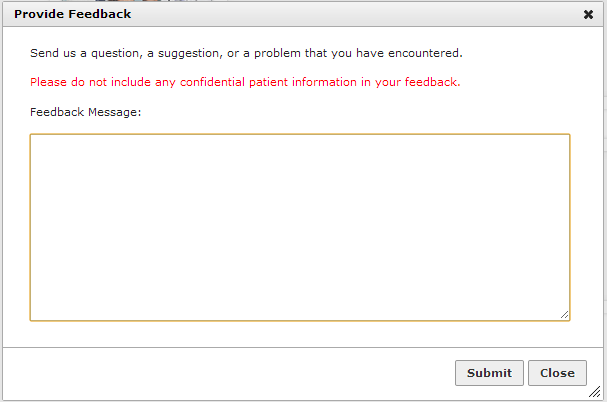 Provide Feedback
Send us a question, a suggestion, or a problem that you have encountered.
Please do not include any confidential patient information in your feedback.
Feedback Message:
Submit Close